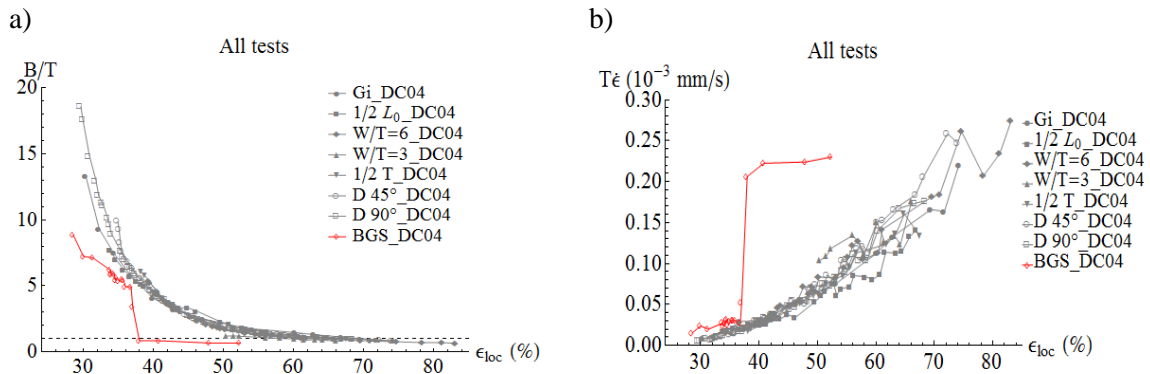 a)
All tests
B/T
20
15
10
5
0
30 40 50 60 70 80
ϵloc (%)
Gi_DC04
1/2 L0_DC04
W/T=6_DC04
W/T=3_DC04
1/2 T_DC04
D 45°_DC04
D 90°_DC04
BGS_DC04
b)
All tests
Tϵ̇ (10⁻³ mm/s)
0.30
0.25
0.20
0.15
0.10
0.05
0.00
30 40 50 60 70 80
ϵloc (%)
Gi_DC04
1/2 L0_DC04
W/T=6_DC04
W/T=3_DC04
1/2 T_DC04
D 45°_DC04
D 90°_DC04
BGS_DC04